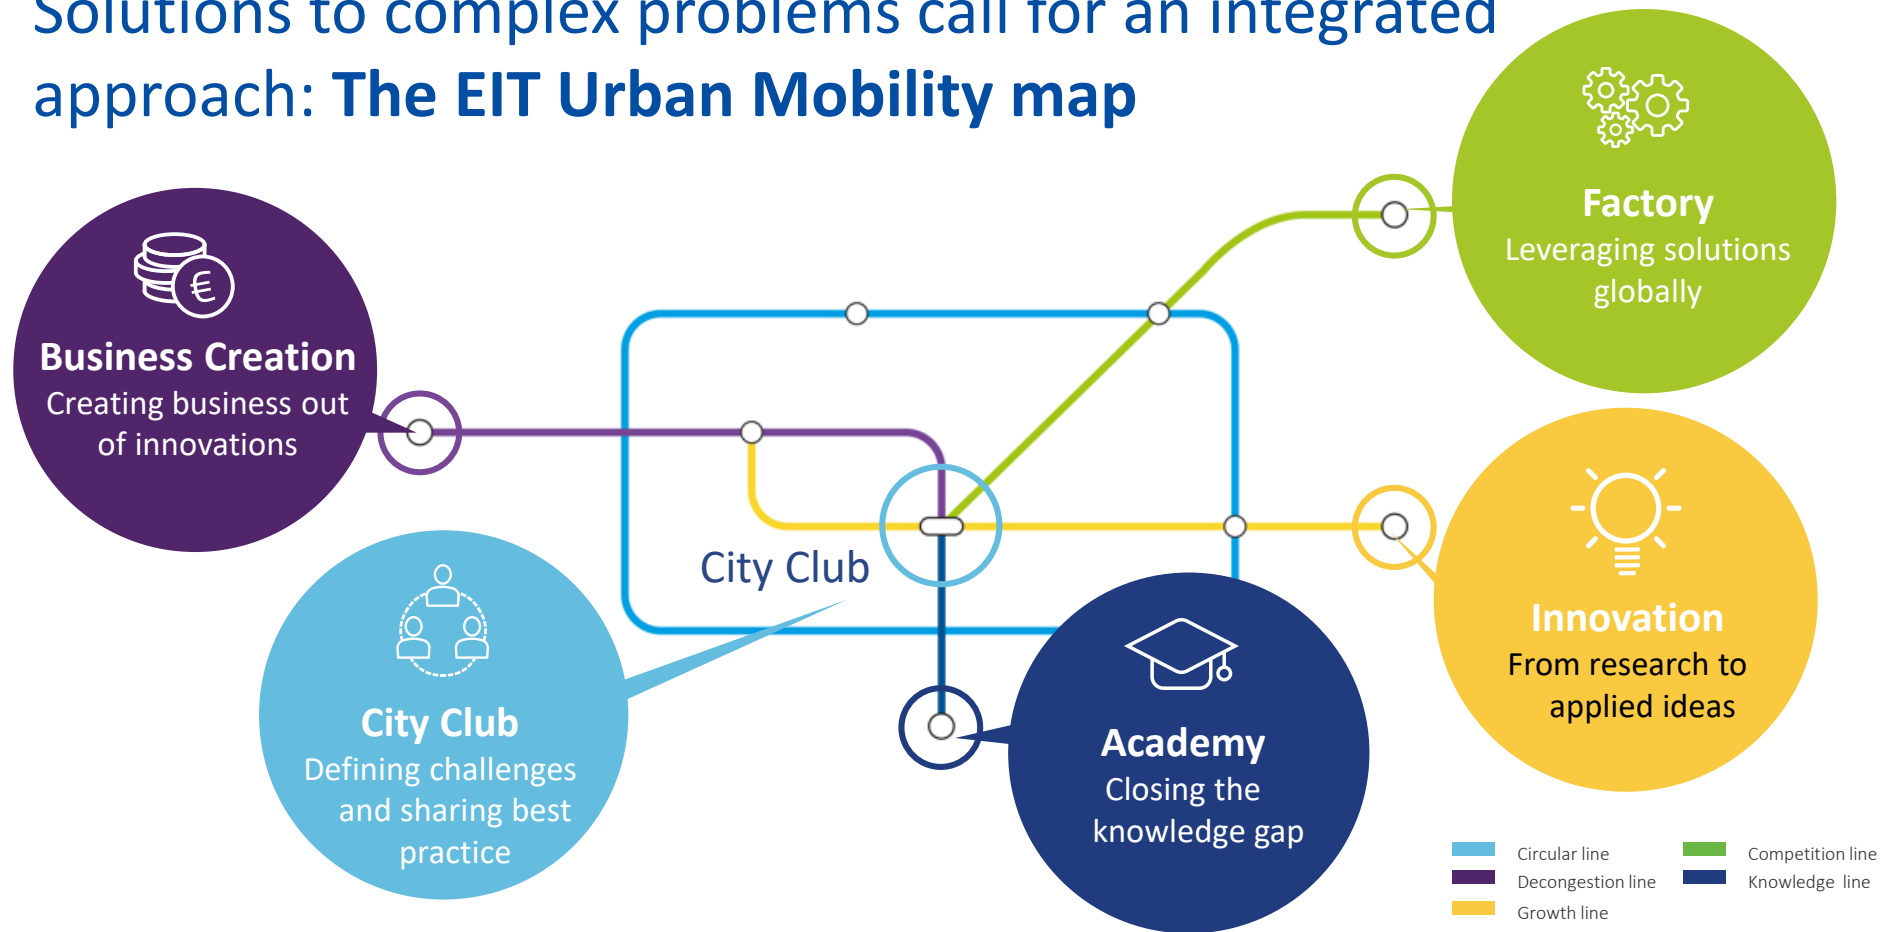 Solutions to complex problems call for an integrated
approach: The EIT Urban Mobility map
Factory
Leveraging solutions
globally
€
Business Creation
Creating business out
of innovations
City Club
Innovation
From research to
applied ideas
City Club
Defining challenges
and sharing best
practice
Academy
Closing the
knowledge gap
Circular line
Competition line
Decongestion line
Knowledge line
Growth line